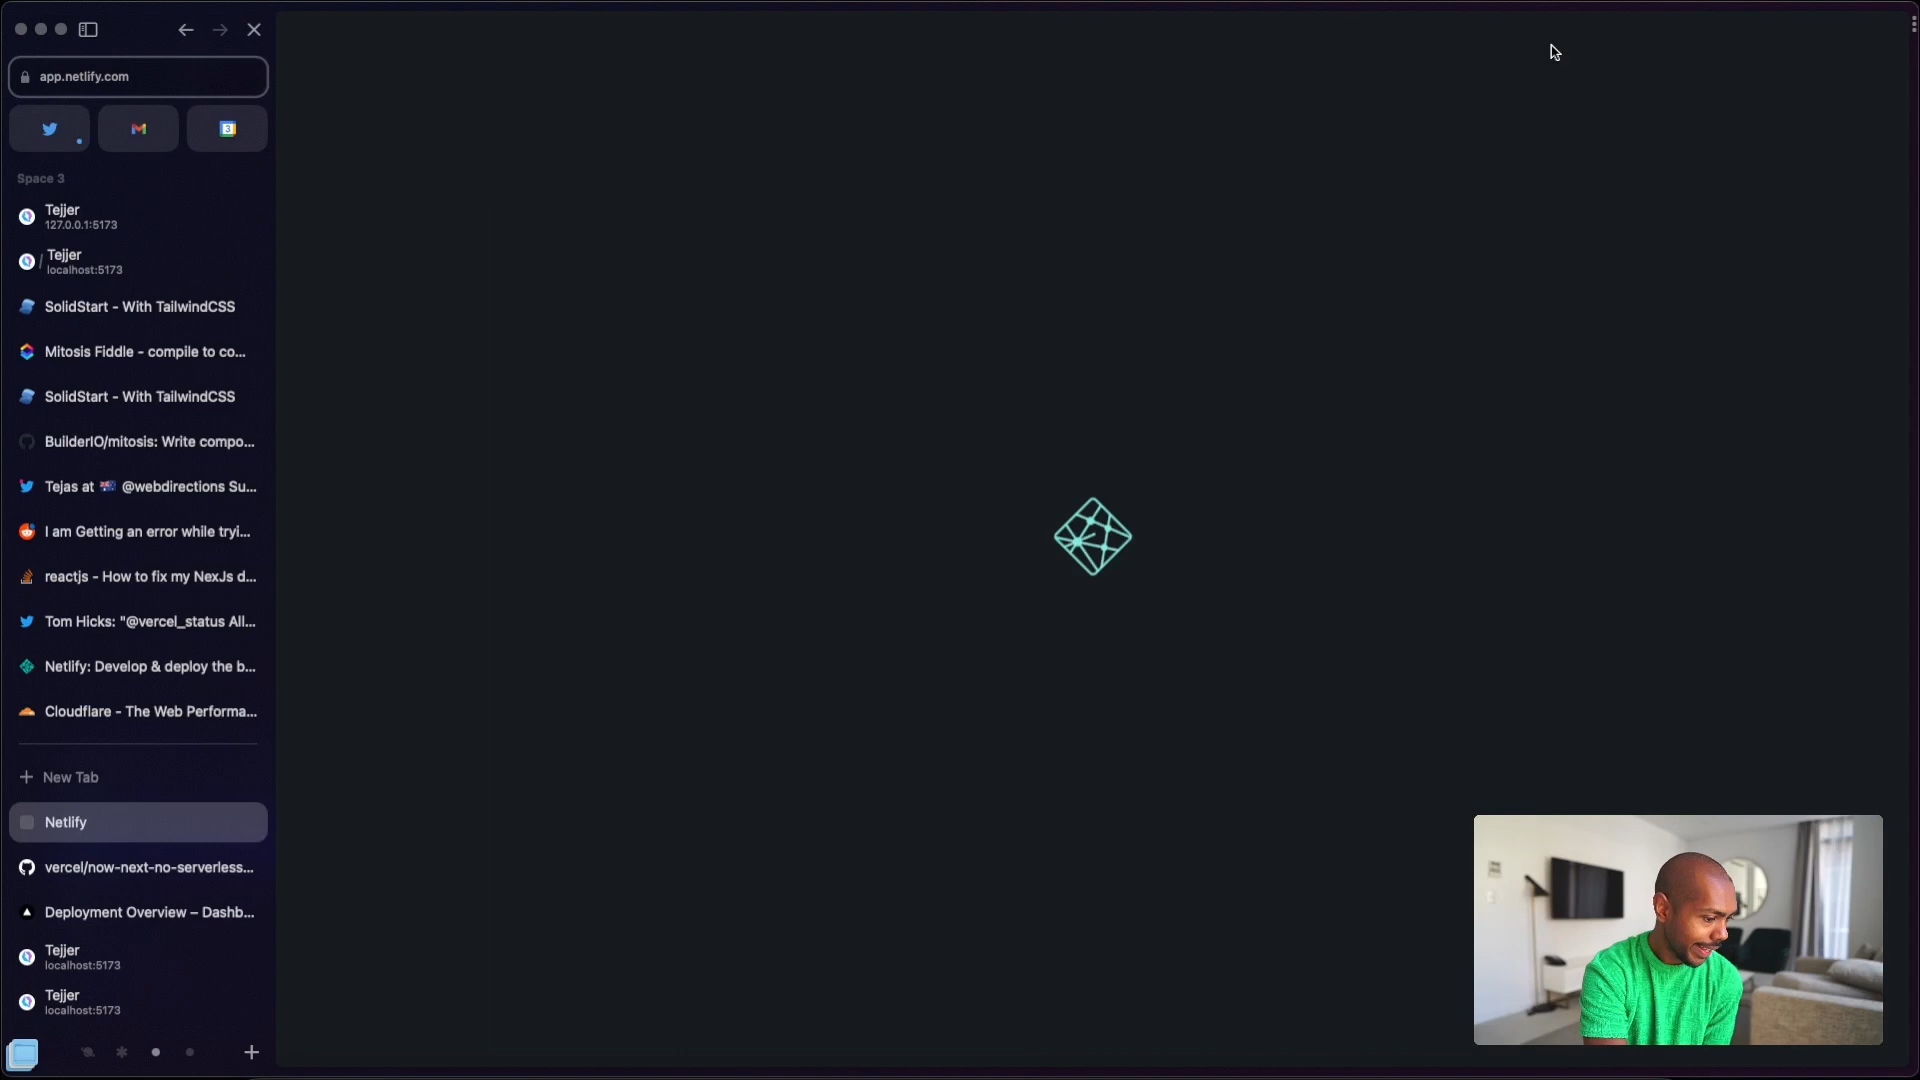 app.netlify.com
3
Space 3
Tejjer
127.0.0.1:5173
/ Tejjer
localhost:5173
SolidStart - With TailwindCSS
Mitosis Fiddle - compile to co...
SolidStart - With TailwindCSS
BuilderIO/mitosis: Write compo...
Tejas at 🇦🇺 @webdirections Su...
I am Getting an error while tryi...
reactjs - How to fix my NexJs d...
Tom Hicks: "@vercel_status All...
Netlify: Develop & deploy the b...
Cloudflare - The Web Performa...
New Tab
Netlify
vercel/now-next-no-serverless...
Deployment Overview – Dashb...
Tejjer
localhost:5173
Tejjer
localhost:5173